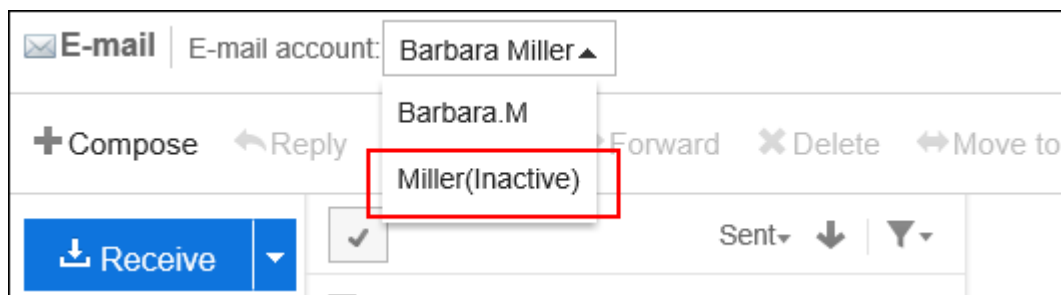 E-mail E-mail account: Barbara Miller
Barbara.M
Compose Reply Forward Delete Move to
Miller(Inactive)
Receive Sent